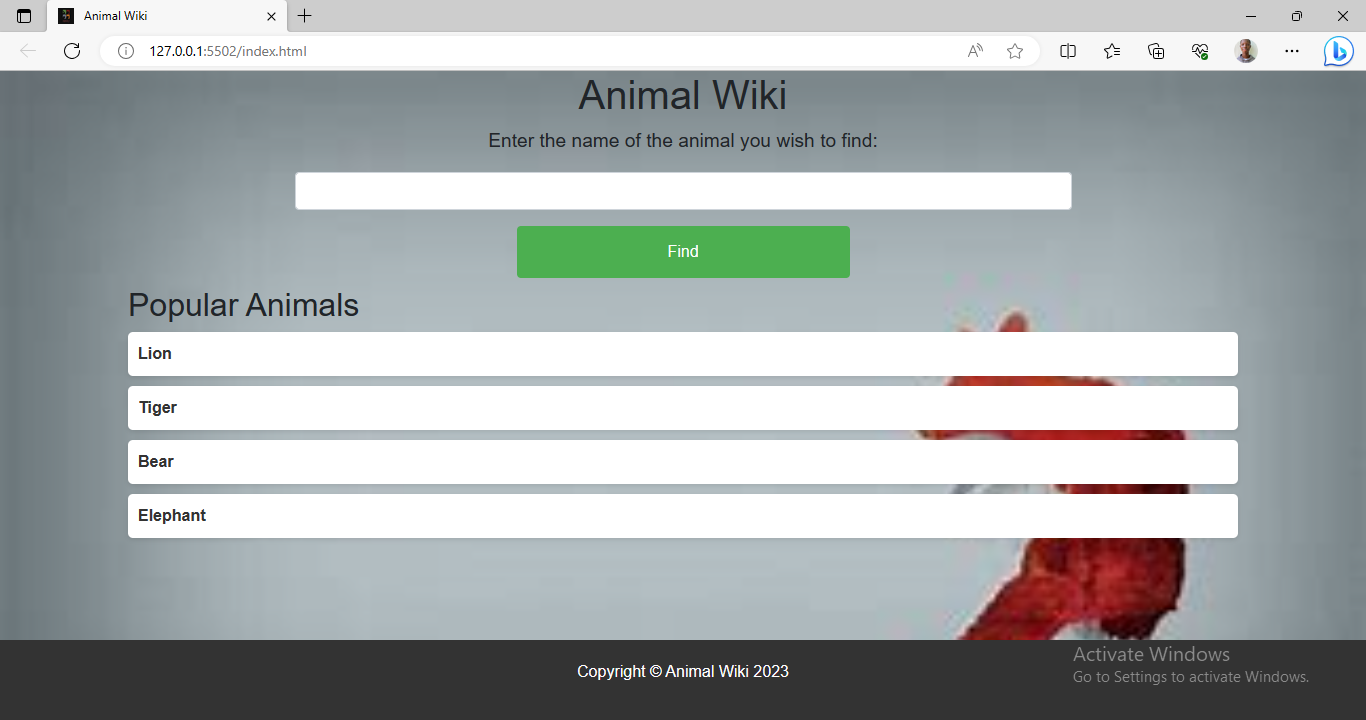 Animal Wiki
127.0.0.1:5502/index.html
Animal Wiki
Enter the name of the animal you wish to find:
Find
Popular Animals
Lion
Tiger
Bear
Elephant
Copyright © Animal Wiki 2023
Activate Windows
Go to Settings to activate Windows.